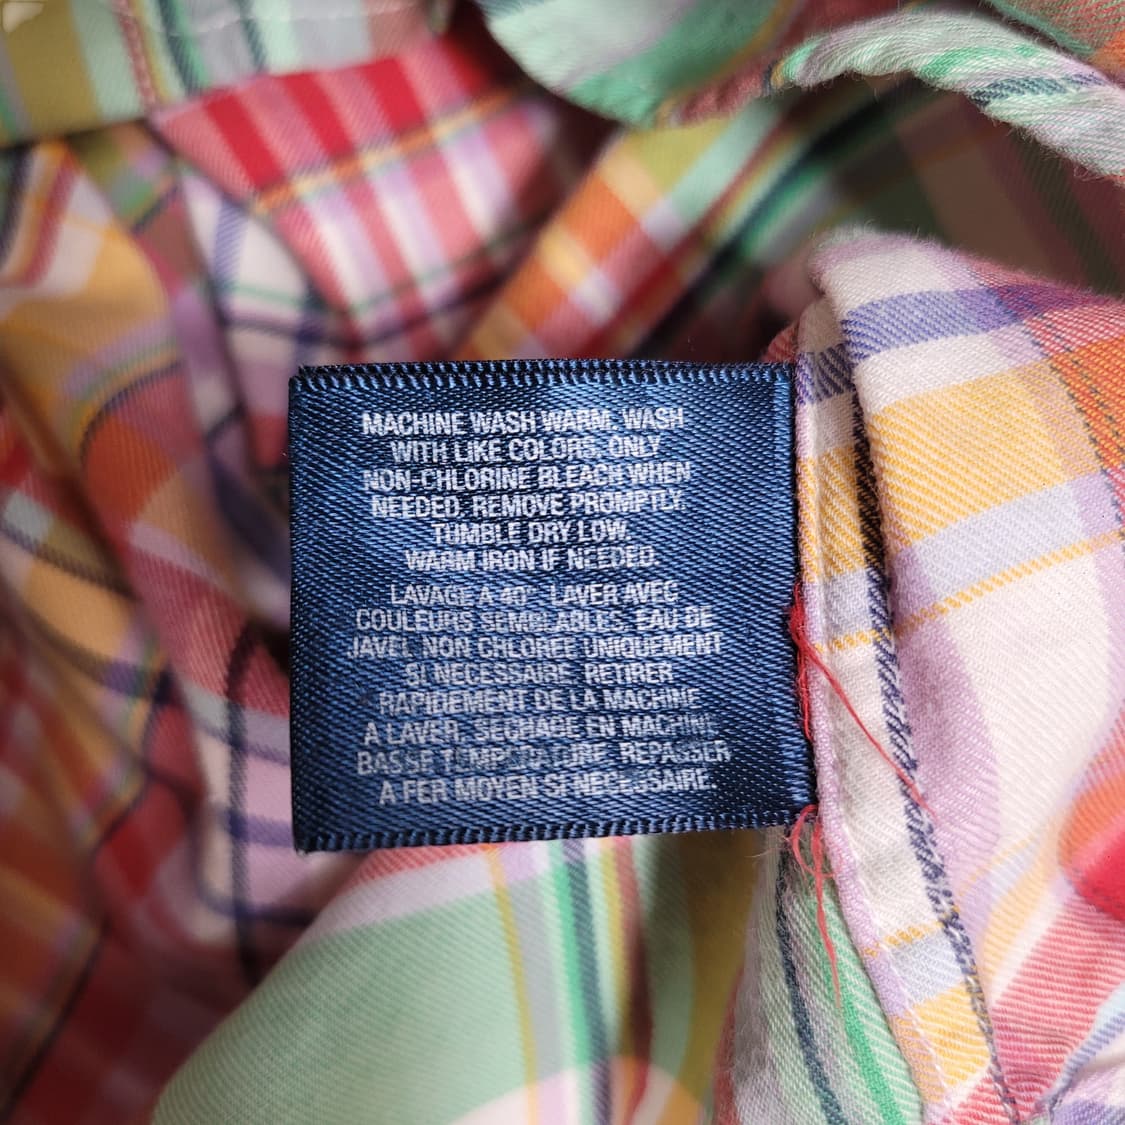 MACHINE WASH WARM. WASH
WITH LIKE COLORS. ONLY
NON-CHLORINE BLEACH WHEN
NEEDED. REMOVE PROMPTLY.
TUMBLE DRY LOW.
WARM IRON IF NEEDED.
LAVAGE A 40° LAVER AVEC
COULEURS SEMBLABLES. EAU DE
JAVEL NON CHLOREE UNIQUEMENT
SI NECESSAIRE. RETIRER
RAPIDEMENT DE LA MACHINE
A LAVER. SECHAGE EN MACHINE
BASSE TEMPERATURE. REPASSER
A FER MOYEN SI NECESSAIRE.